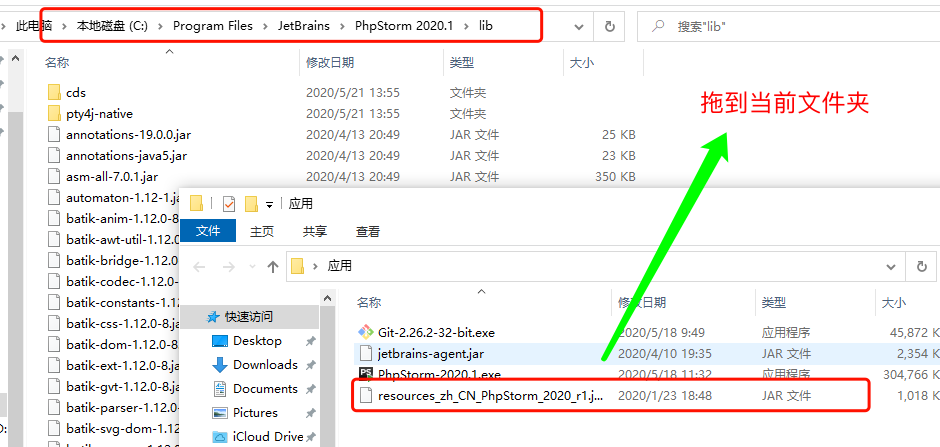 此电脑 > 本地磁盘 (C:) > Program Files > JetBrains > PhpStorm 2020.1 > lib 搜索"lib"
名称 修改日期 类型 大小
cds 2020/5/21 13:55 文件夹
pty4j-native 2020/5/21 13:55 文件夹
annotations-19.0.0.jar 2020/4/13 20:49 JAR 文件 25 KB
annotations-java5.jar 2020/4/13 20:49 JAR 文件 23 KB
asm-all-7.0.1.jar 2020/4/13 20:49 JAR 文件 350 KB
拖到当前文件夹
automaton-1.12-1.ja
batik-anim-1.12.0-8
batik-awt-util-1.12.0
batik-bridge-1.12.0-
batik-codec-1.12.0-8
batik-constants-1.12.
batik-css-1.12.0-8.ja
batik-dom-1.12.0-8.
batik-ext-1.12.0-8.ja
batik-gvt-1.12.0-8.ja
batik-parser-1.12.0-
batik-svg-dom-1.12.
应用
文件 主页 共享 查看
应用
名称 修改日期 类型 大小
快速访问
Desktop
Downloads
Documents
Pictures
iCloud Drive
Git-2.26.2-32-bit.exe 2020/5/18 9:49 应用程序 45,872 K
jetbrains-agent.jar 2020/4/10 19:35 JAR 文件 2,354 K
PhpStorm-2020.1.exe 2020/5/18 11:32 应用程序 304,766 K
resources_zh_CN_PhpStorm_2020_r1.j... 2020/1/23 18:48 JAR 文件 1,018 K